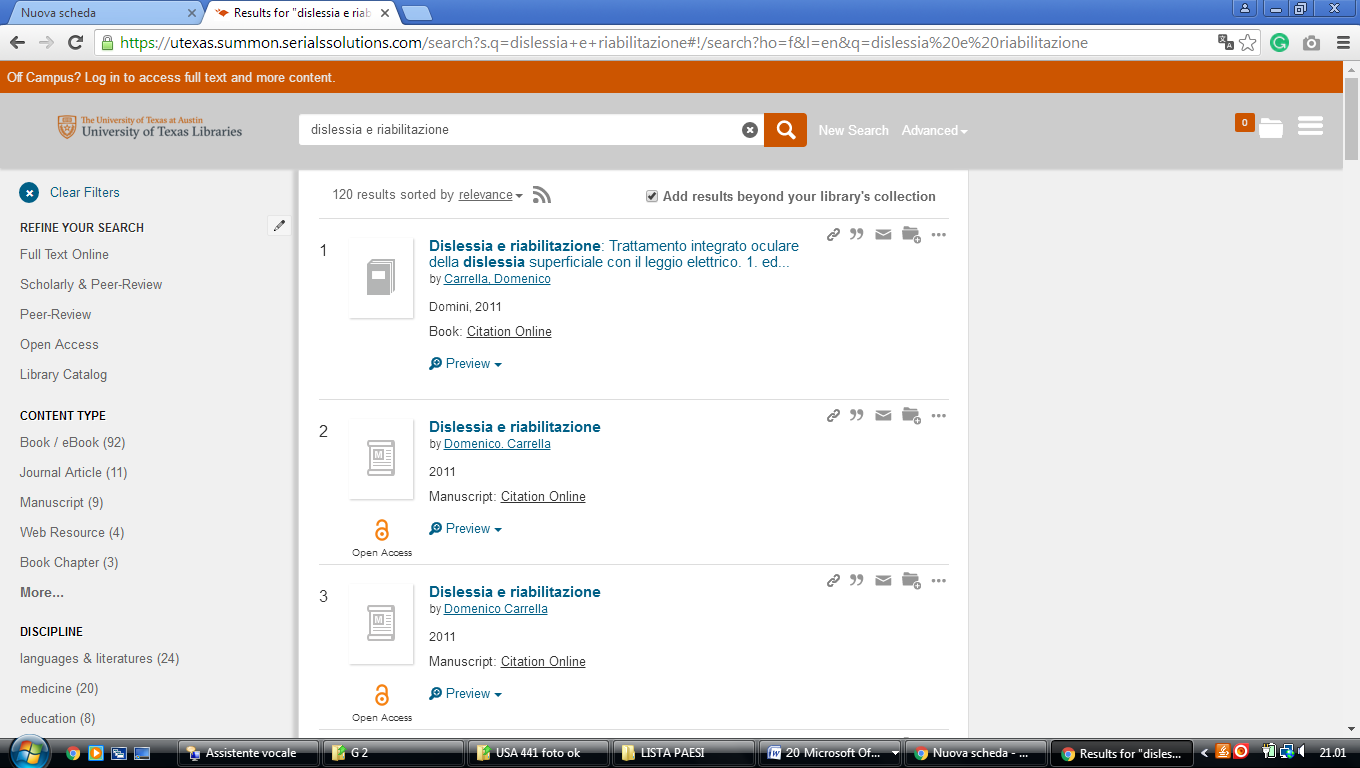 Nuova scheda
Results for "dislessia e riab
https://utexas.summon.serialssolutions.com/search?s.q=dislessia+e+riabilitazione#!/search?ho=f&l=en&q=dislessia%20e%20riabilitazione
Off Campus? Log in to access full text and more content.
The University of Texas at Austin
University of Texas Libraries
dislessia e riabilitazione
New Search
Advanced
0
Clear Filters
REFINE YOUR SEARCH
Full Text Online
Scholarly & Peer-Review
Peer-Review
Open Access
Library Catalog
CONTENT TYPE
Book / eBook (92)
Journal Article (11)
Manuscript (9)
Web Resource (4)
Book Chapter (3)
More...
DISCIPLINE
languages & literatures (24)
medicine (20)
education (8)
120 results sorted by relevance
Add results beyond your library's collection
1
Dislessia e riabilitazione: Trattamento integrato oculare
della dislessia superficiale con il leggio elettrico. 1. ed...
by Carrella, Domenico
Domini, 2011
Book: Citation Online
Preview
2
Dislessia e riabilitazione
by Domenico. Carrella
2011
Manuscript: Citation Online
Preview
Open Access
3
Dislessia e riabilitazione
by Domenico Carrella
2011
Manuscript: Citation Online
Preview
Open Access
Assistente vocale
G 2
USA 441 foto ok
LISTA PAESI
20 Microsoft Of...
Nuova scheda - ...
Results for "disles...
21.01